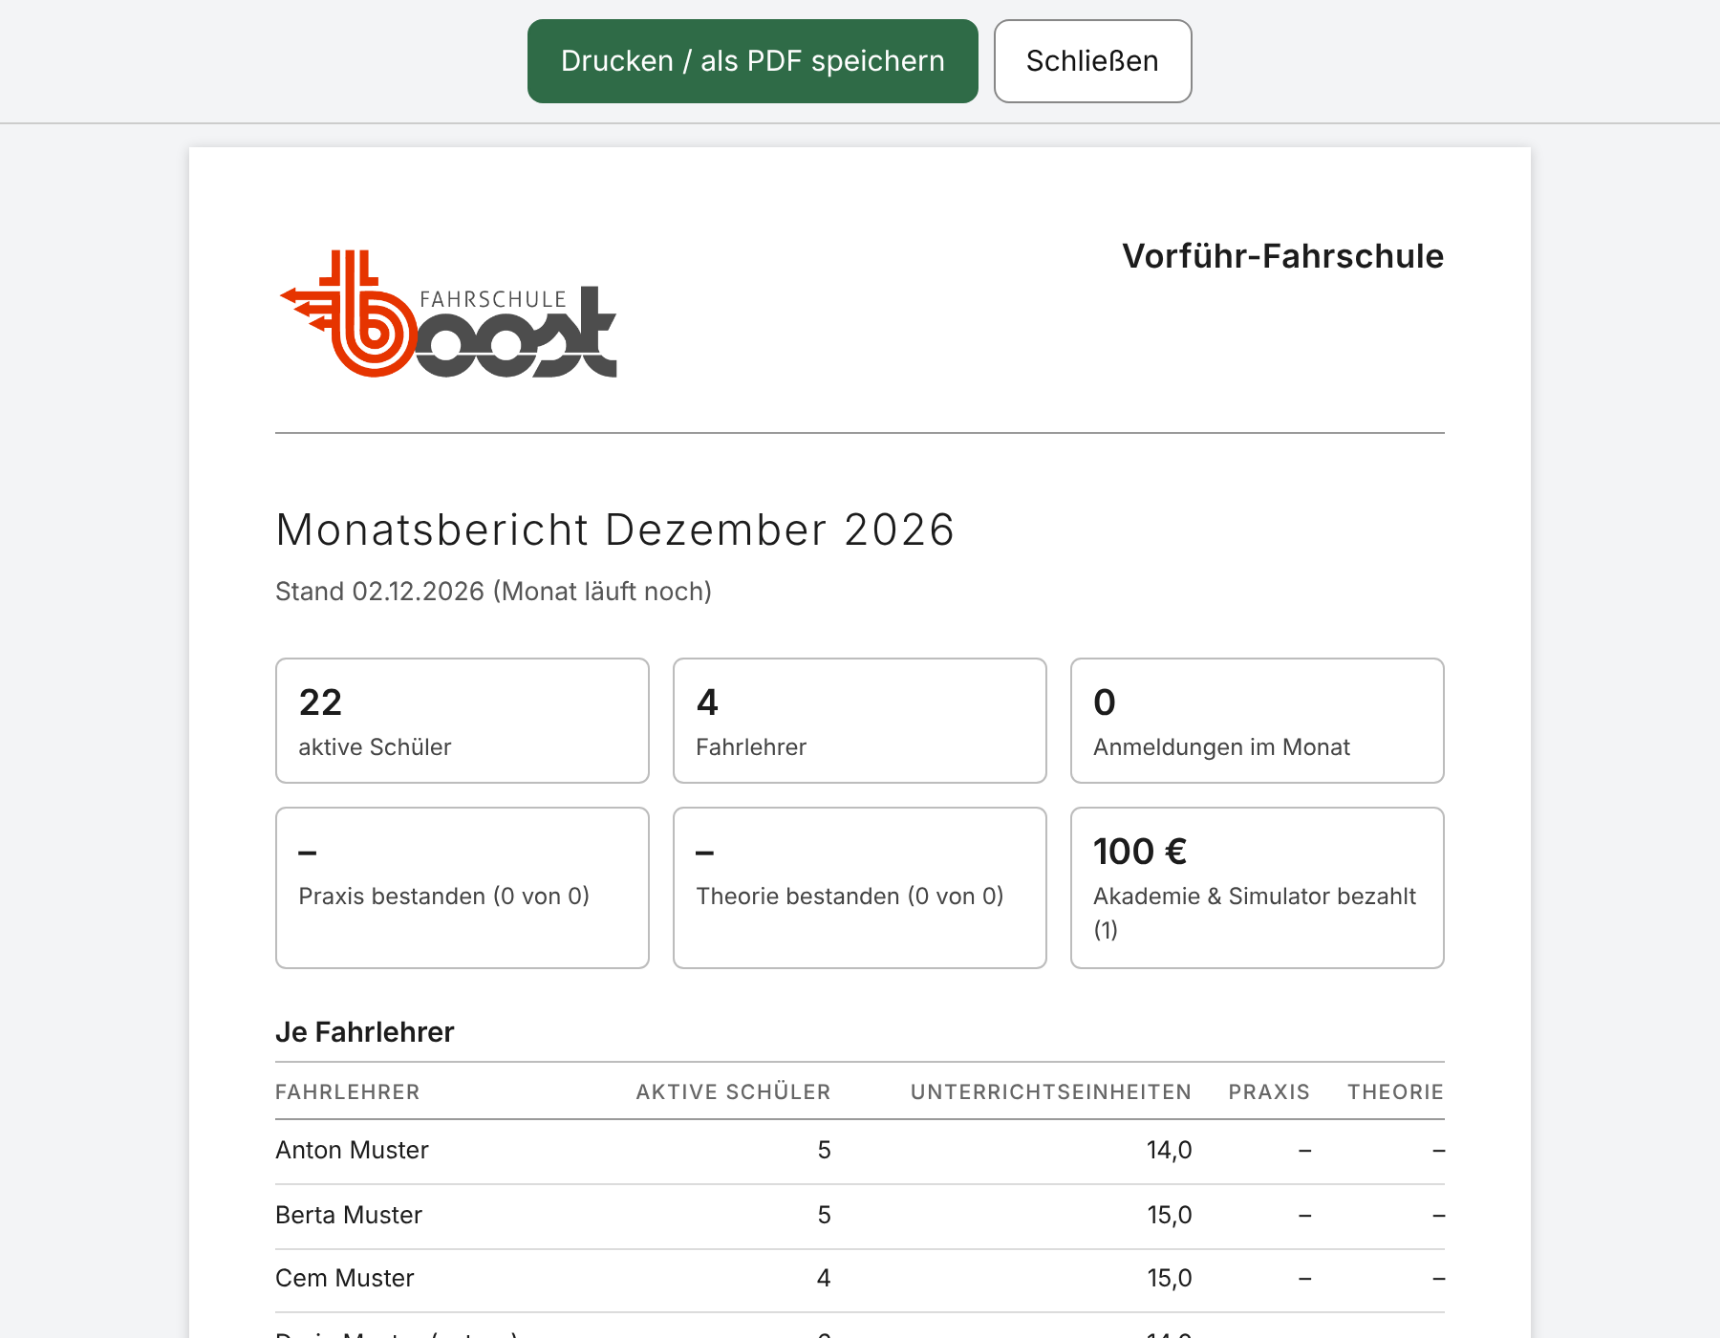 Drucken / als PDF speichern
Schließen
FAHRSCHULE
boost
Vorführ-Fahrschule
Monatsbericht Dezember 2026
Stand 02.12.2026 (Monat läuft noch)
22
aktive Schüler
4
Fahrlehrer
0
Anmeldungen im Monat
–
Praxis bestanden (0 von 0)
–
Theorie bestanden (0 von 0)
100 €
Akademie & Simulator bezahlt
(1)
Je Fahrlehrer
FAHRLEHRER AKTIVE SCHÜLER UNTERRICHTSEINHEITEN PRAXIS THEORIE
Anton Muster 5 14,0 – –
Berta Muster 5 15,0 – –
Cem Muster 4 15,0 – –